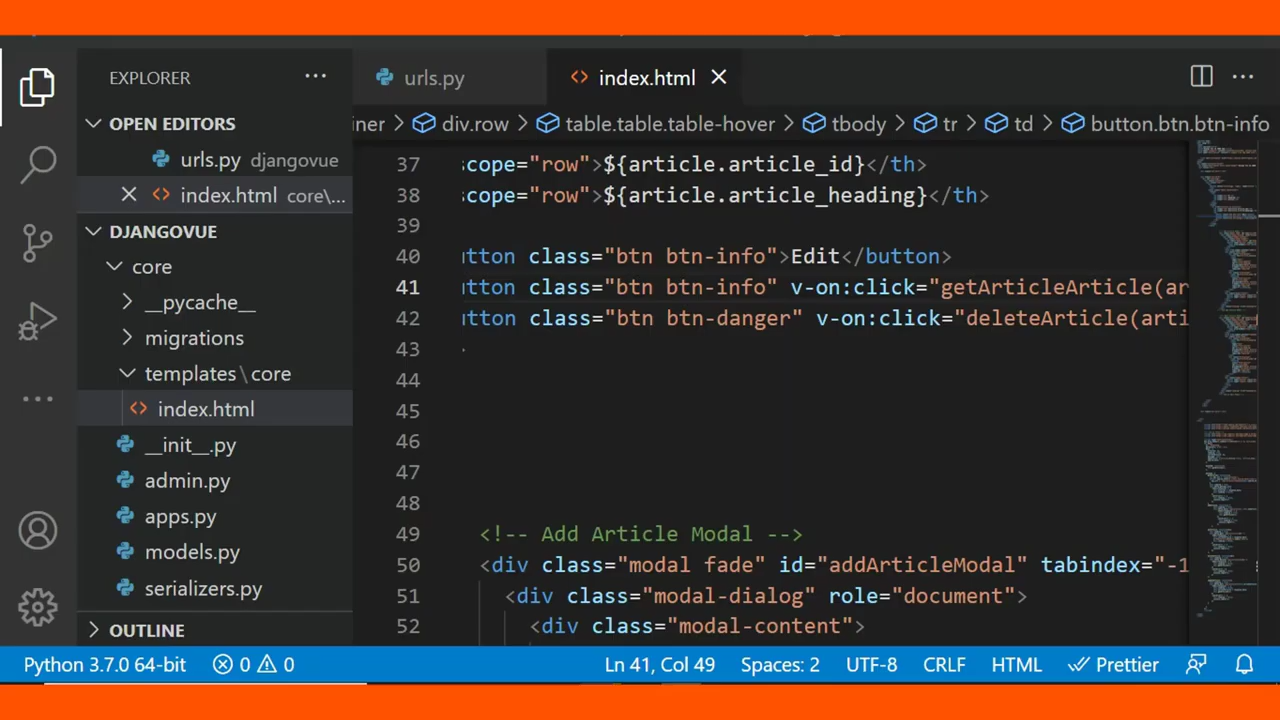 EXPLORER
OPEN EDITORS
urls.py djangovue
index.html core\...
DJANGOVUE
core
__pycache__
migrations
templates\core
index.html
__init__.py
admin.py
apps.py
models.py
serializers.py
OUTLINE
urls.py
index.html
iner > div.row > table.table.table-hover > tbody > tr > td > button.btn.btn-info
37 scope="row">${article.article_id}</th>
38 scope="row">${article.article_heading}</th>
39
40 utton class="btn btn-info">Edit</button>
41 utton class="btn btn-info" v-on:click="getArticleArticle(ar
42 utton class="btn btn-danger" v-on:click="deleteArticle(arti
43
44
45
46
47
48
49 <!-- Add Article Modal -->
50 <div class="modal fade" id="addArticleModal" tabindex="-1
51 <div class="modal-dialog" role="document">
52 <div class="modal-content">
Python 3.7.0 64-bit 0 0 Ln 41, Col 49 Spaces: 2 UTF-8 CRLF HTML Prettier